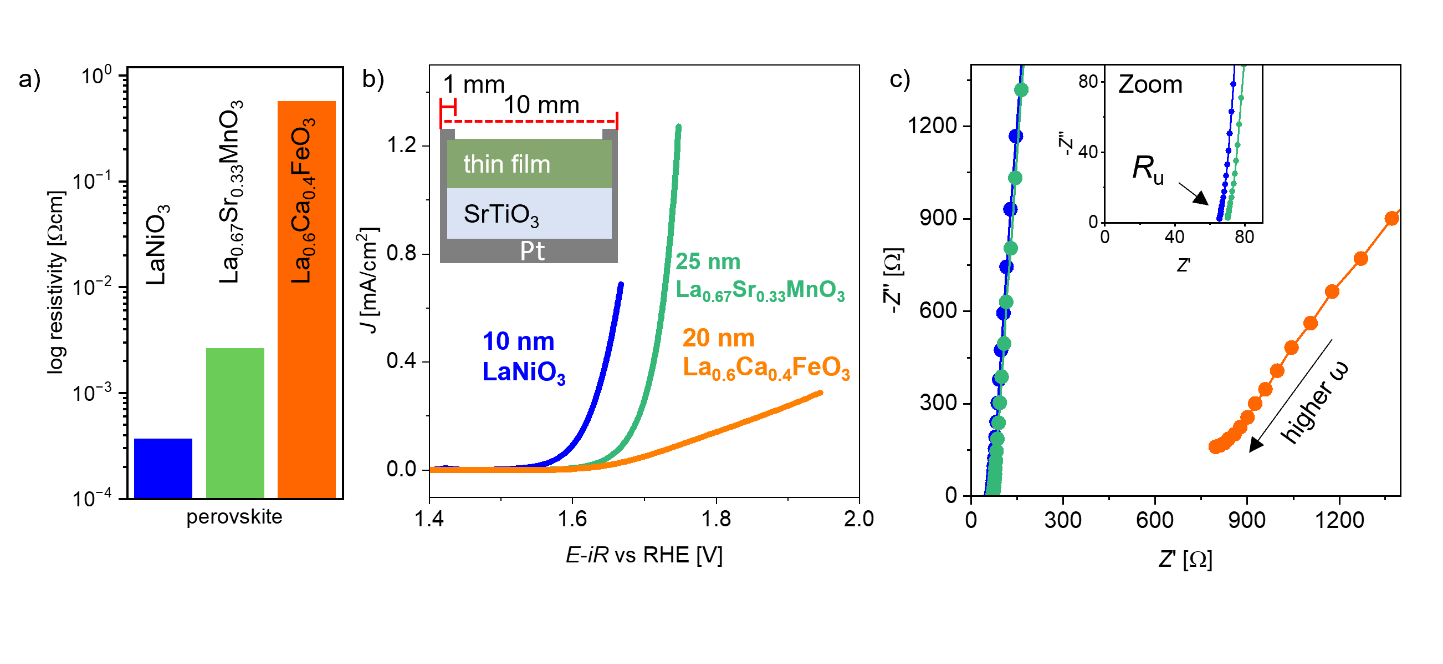 a)
log resistivity [Ωcm]
10⁰
10⁻¹
10⁻²
10⁻³
10⁻⁴
LaNiO₃
La₀.₆₇Sr₀.₃₃MnO₃
La₀.₆Ca₀.₄FeO₃
perovskite
b)
J [mA/cm²]
1.2
0.8
0.4
0.0
1 mm
10 mm
thin film
SrTiO₃
Pt
25 nm
La₀.₆₇Sr₀.₃₃MnO₃
10 nm
LaNiO₃
20 nm
La₀.₆Ca₀.₄FeO₃
1.4 1.6 1.8 2.0
E-iR vs RHE [V]
c)
-Z" [Ω]
1200
900
600
300
0
Zoom
-Z"
80
40
0
Rᵤ
0 40 80
Z'
higher ω
0 300 600 900 1200
Z' [Ω]